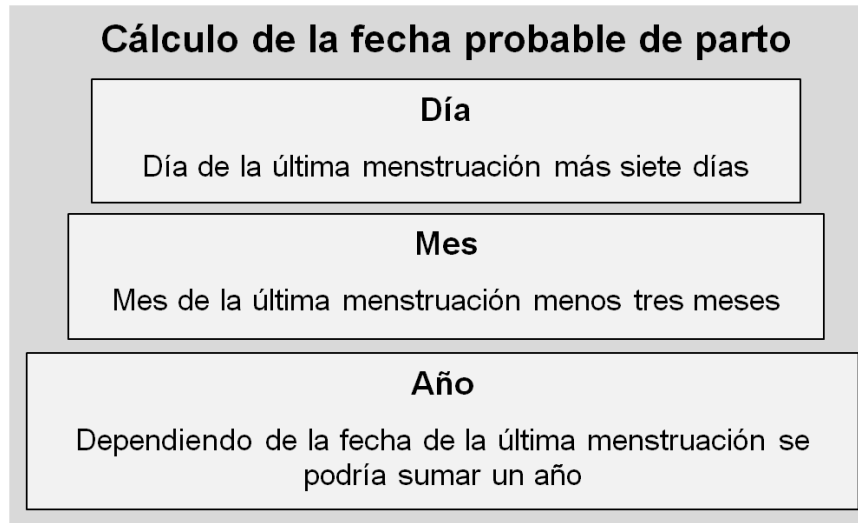 Cálculo de la fecha probable de parto
Día
Día de la última menstruación más siete días
Mes
Mes de la última menstruación menos tres meses
Año
Dependiendo de la fecha de la última menstruación se
podría sumar un año